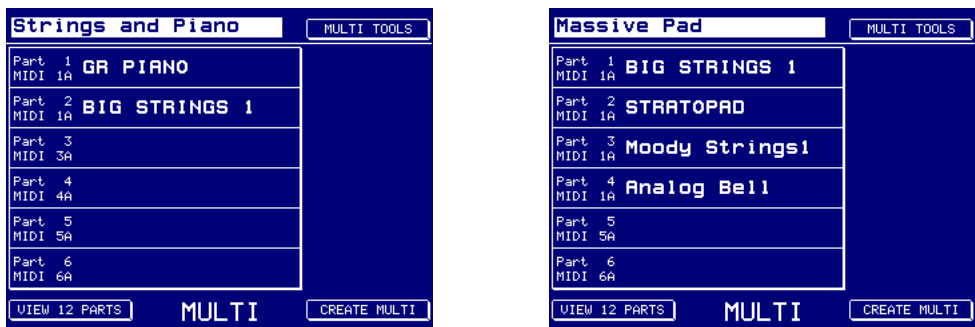 Strings and Piano
MULTI TOOLS
Part 1
MIDI 1A
GR PIANO
Part 2
MIDI 1A
BIG STRINGS 1
Part 3
MIDI 3A
Part 4
MIDI 4A
Part 5
MIDI 5A
Part 6
MIDI 6A
VIEW 12 PARTS
MULTI
CREATE MULTI
Massive Pad
MULTI TOOLS
Part 1
MIDI 1A
BIG STRINGS 1
Part 2
MIDI 1A
STRATOPAD
Part 3
MIDI 1A
Moody Strings1
Part 4
MIDI 1A
Analog Bell
Part 5
MIDI 5A
Part 6
MIDI 6A
VIEW 12 PARTS
MULTI
CREATE MULTI